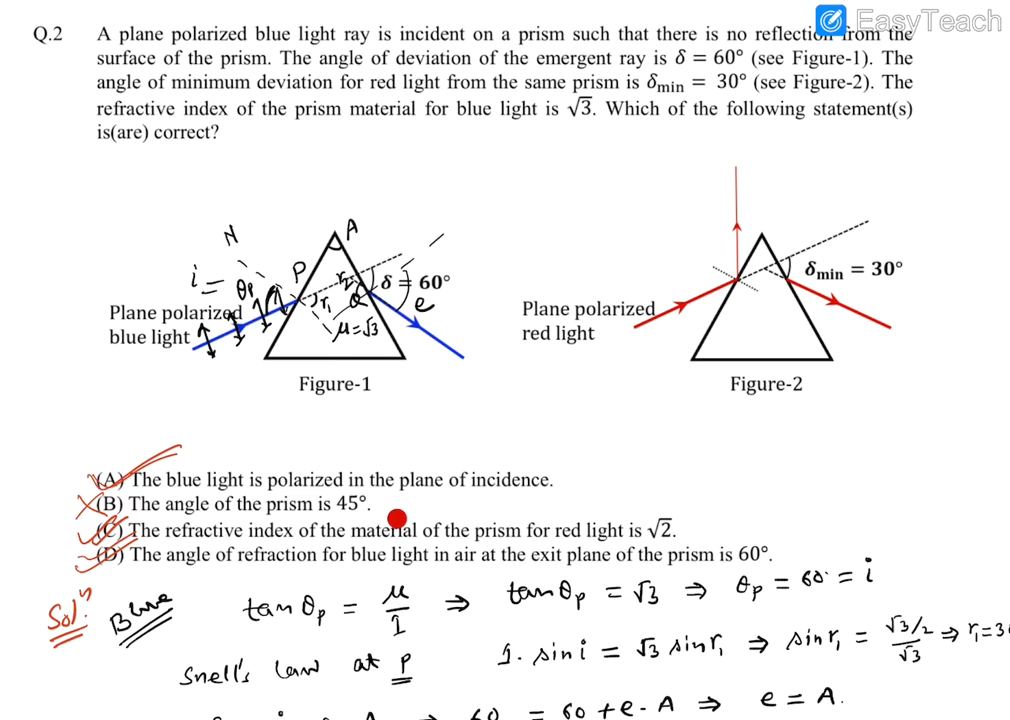 EasyTeach
Q.2 A plane polarized blue light ray is incident on a prism such that there is no reflection from the
surface of the prism. The angle of deviation of the emergent ray is δ = 60° (see Figure-1). The
angle of minimum deviation for red light from the same prism is δmin = 30° (see Figure-2). The
refractive index of the prism material for blue light is √3. Which of the following statement(s)
is(are) correct?
N
A
i = θP
P
r2
δ = 60°
r1
Q
e
μ=√3
Plane polarized
blue light
Figure-1
δmin = 30°
Plane polarized
red light
Figure-2
(A) The blue light is polarized in the plane of incidence.
(B) The angle of the prism is 45°.
(C) The refractive index of the material of the prism for red light is √2.
(D) The angle of refraction for blue light in air at the exit plane of the prism is 60°.
Solⁿ: Blue tan θp = μ/1 ⇒ tan θp = √3 ⇒ θp = 60° = i
Snell's law at P 1. sin i = √3 sin r1 ⇒ sin r1 = √3/2/√3 ⇒ r1=3
60 = 60 + e - A ⇒ e = A.